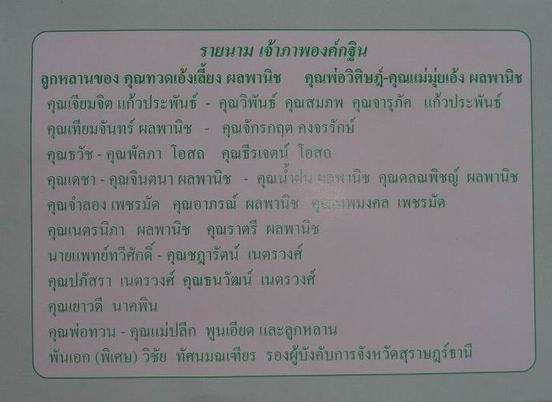 รายนาม เจ้าภาพองค์กฐิน
ลูกหลานของ คุณทวดเอ้งเลี้ยง ผลพานิช คุณพ่อวิศิษฎ์-คุณแม่มุ่ยเอ้ง ผลพานิช
คุณเจียมจิต แก้วประพันธ์ - คุณวิพันธ์ คุณสมภพ คุณจารุภัค แก้วประพันธ์
คุณเทียมจันทร์ ผลพานิช - คุณจักรกฤต คงจรรักษ์
คุณธวัช - คุณพัลภา โอสถ คุณธีรเจตน์ โอสถ
คุณเดชา - คุณจินตนา ผลพานิช - คุณน้ำฝน ผลพานิช คุณดลณพิชญ์ ผลพานิช
คุณจำลอง เพชรมัด คุณอาภรณ์ ผลพานิช คุณเทพมงคล เพชรมัด
คุณเนตรนิภา ผลพานิช คุณราตรี ผลพานิช
นายแพทย์ทวีศักดิ์ - คุณชฎารัตน์ เนตรวงศ์
คุณปภัสรา เนตรวงศ์ คุณธนวัฒน์ เนตรวงศ์
คุณเยาวดี นาคพิน
คุณพ่อทวน - คุณแม่ปลีก พูนเอียด และลูกหลาน
พันเอก (พิเศษ) วิชัย ทัศนมณเฑียร รองผู้บังคับการจังหวัดสุราษฎร์ธานี